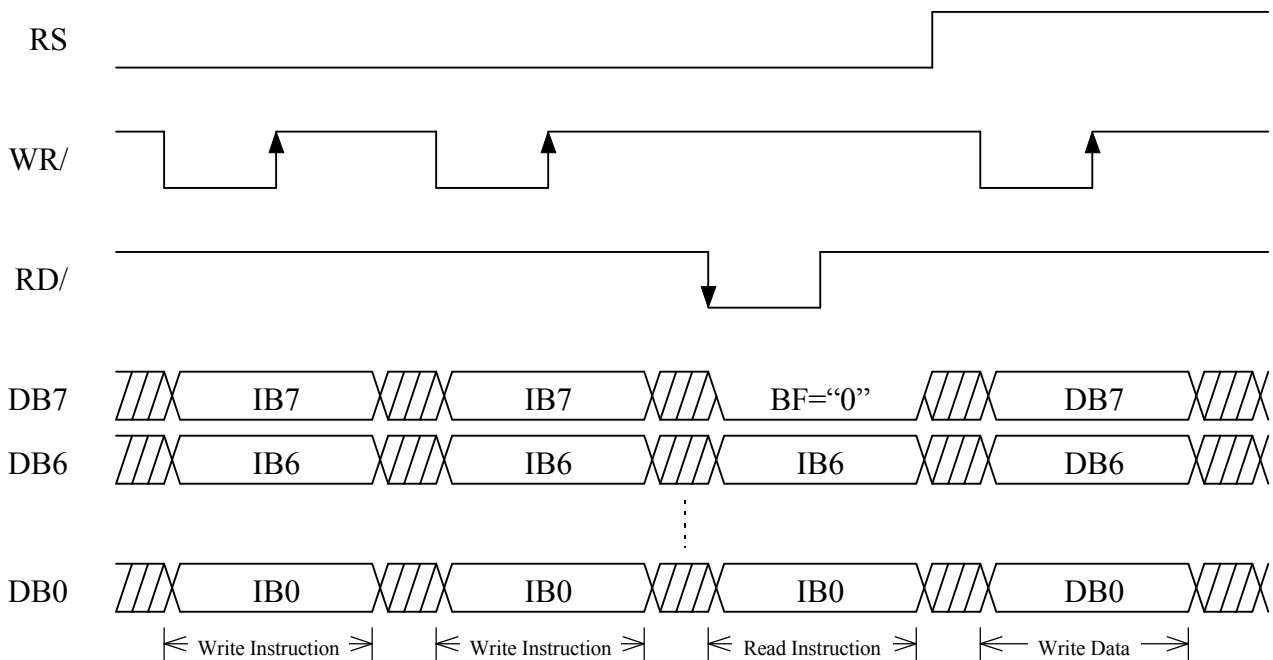 RS
WR/
RD/
DB7 IB7 IB7 BF=“0” DB7
DB6 IB6 IB6 IB6 DB6
DB0 IB0 IB0 IB0 DB0
Write Instruction Write Instruction Read Instruction Write Data